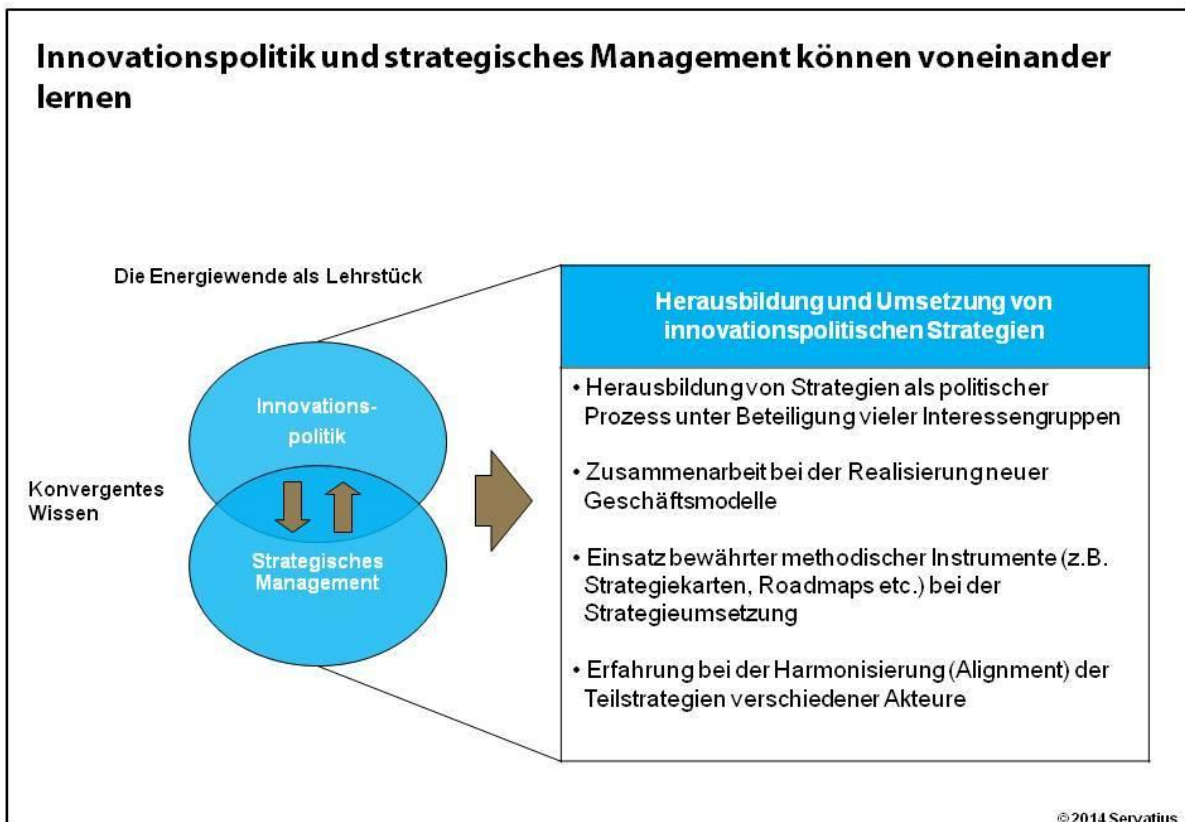 Innovationspolitik und strategisches Management können voneinander
lernen
Die Energiewende als Lehrstück
Innovations-
politik
Konvergentes
Wissen
Strategisches
Management
Herausbildung und Umsetzung von
innovationspolitischen Strategien
• Herausbildung von Strategien als politischer
Prozess unter Beteiligung vieler Interessengruppen
• Zusammenarbeit bei der Realisierung neuer
Geschäftsmodelle
• Einsatz bewährter methodischer Instrumente (z.B.
Strategiekarten, Roadmaps etc.) bei der
Strategieumsetzung
• Erfahrung bei der Harmonisierung (Alignment) der
Teilstrategien verschiedener Akteure
© 2014 Servatius